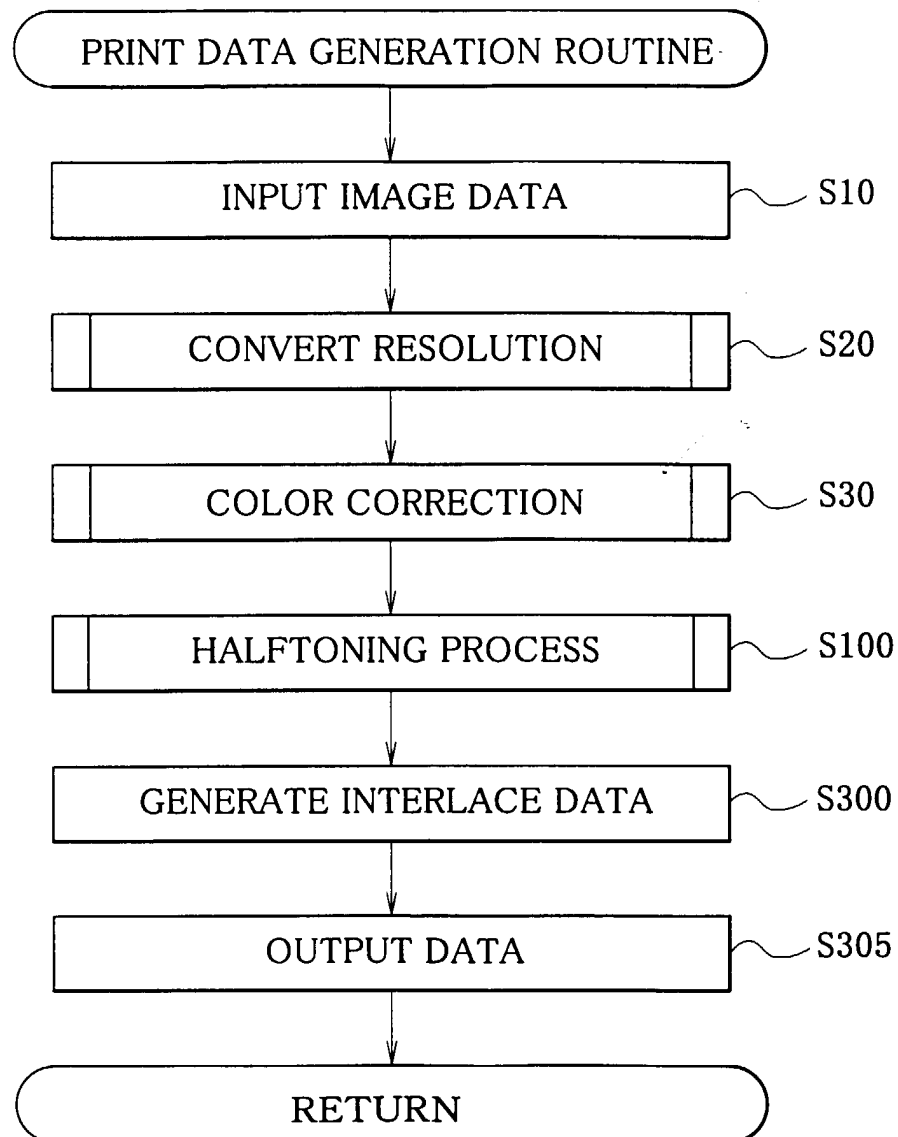 PRINT DATA GENERATION ROUTINE
INPUT IMAGE DATA S10
CONVERT RESOLUTION S20
COLOR CORRECTION S30
HALFTONING PROCESS S100
GENERATE INTERLACE DATA S300
OUTPUT DATA S305
RETURN